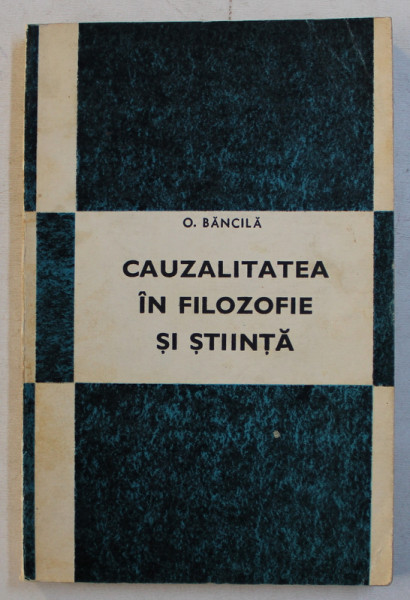 O. BĂNCILĂ
CAUZALITATEA
ÎN FILOZOFIE
ȘI ȘTIINȚĂ